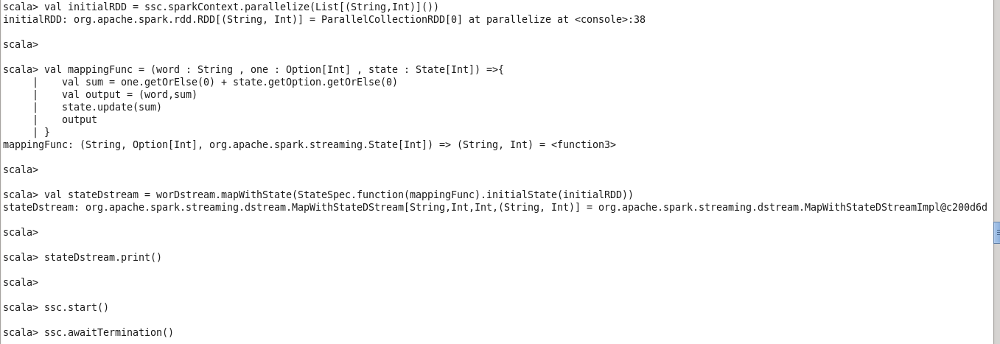 scala> val initialRDD = ssc.sparkContext.parallelize(List[(String,Int)]())
initialRDD: org.apache.spark.rdd.RDD[(String, Int)] = ParallelCollectionRDD[0] at parallelize at <console>:38
scala>
scala> val mappingFunc = (word : String , one : Option[Int] , state : State[Int]) =>{
     |    val sum = one.getOrElse(0) + state.getOption.getOrElse(0)
     |    val output = (word,sum)
     |    state.update(sum)
     |    output
     | }
mappingFunc: (String, Option[Int], org.apache.spark.streaming.State[Int]) => (String, Int) = <function3>
scala>
scala> val stateDstream = worDstream.mapWithState(StateSpec.function(mappingFunc).initialState(initialRDD))
stateDstream: org.apache.spark.streaming.dstream.MapWithStateDStream[String,Int,Int,(String, Int)] = org.apache.spark.streaming.dstream.MapWithStateDStreamImpl@c200d6d
scala>
scala> stateDstream.print()
scala>
scala> ssc.start()
scala> ssc.awaitTermination()